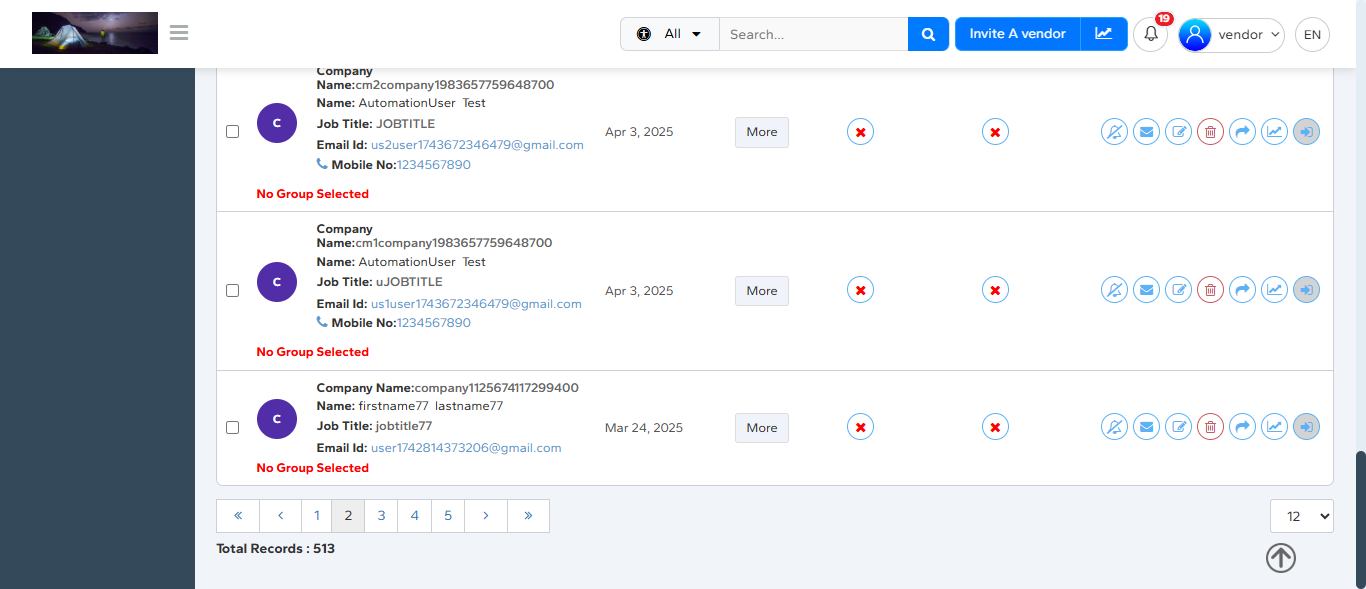 All
Search...
Invite A vendor
19
vendor
EN
Company
Name:cm2company1983657759648700
Name: AutomationUser Test
Job Title: JOBTITLE
Email Id: us2user1743672346479@gmail.com
Mobile No:1234567890
C
Apr 3, 2025
More
No Group Selected
Company
Name:cm1company1983657759648700
Name: AutomationUser Test
Job Title: uJOBTITLE
Email Id: us1user1743672346479@gmail.com
Mobile No:1234567890
C
Apr 3, 2025
More
No Group Selected
Company Name:company1125674117299400
Name: firstname77 lastname77
Job Title: jobtitle77
Email Id: user1742814373206@gmail.com
C
Mar 24, 2025
More
No Group Selected
« ‹ 1 2 3 4 5 › »
12
Total Records : 513